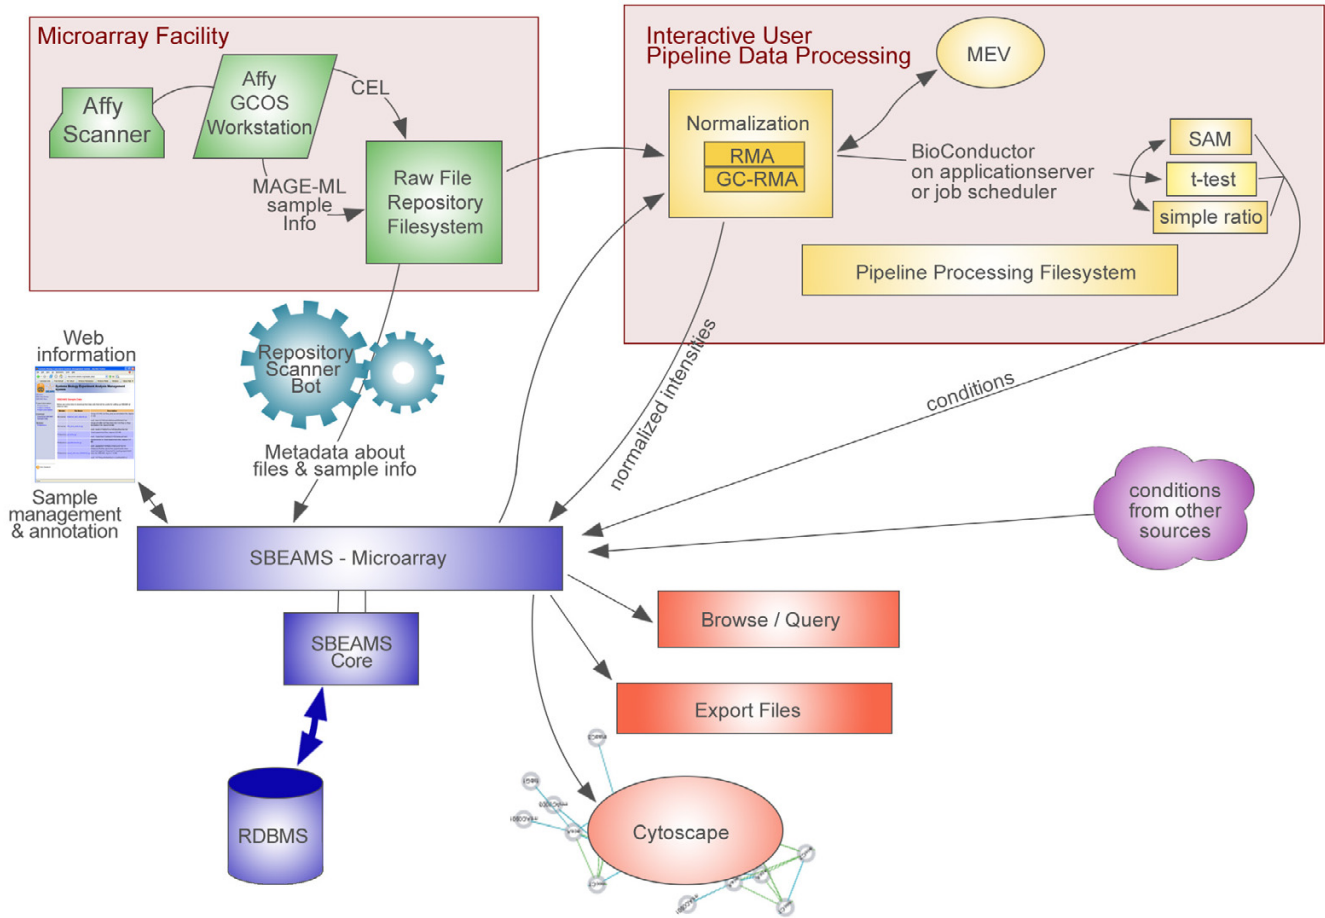 Microarray Facility
Affy
Scanner
Affy
GCOS
Workstation
CEL
MAGE-ML
sample
Info
Raw File
Repository
Filesystem
Interactive User
Pipeline Data Processing
MEV
Normalization
RMA
GC-RMA
BioConductor
on applicationserver
or job scheduler
SAM
t-test
simple ratio
Pipeline Processing Filesystem
Web
information
Sample
management
& annotation
Repository
Scanner
Bot
Metadata about
files & sample info
normalized intensities
conditions
conditions
from other
sources
SBEAMS - Microarray
SBEAMS
Core
RDBMS
Browse / Query
Export Files
Cytoscape